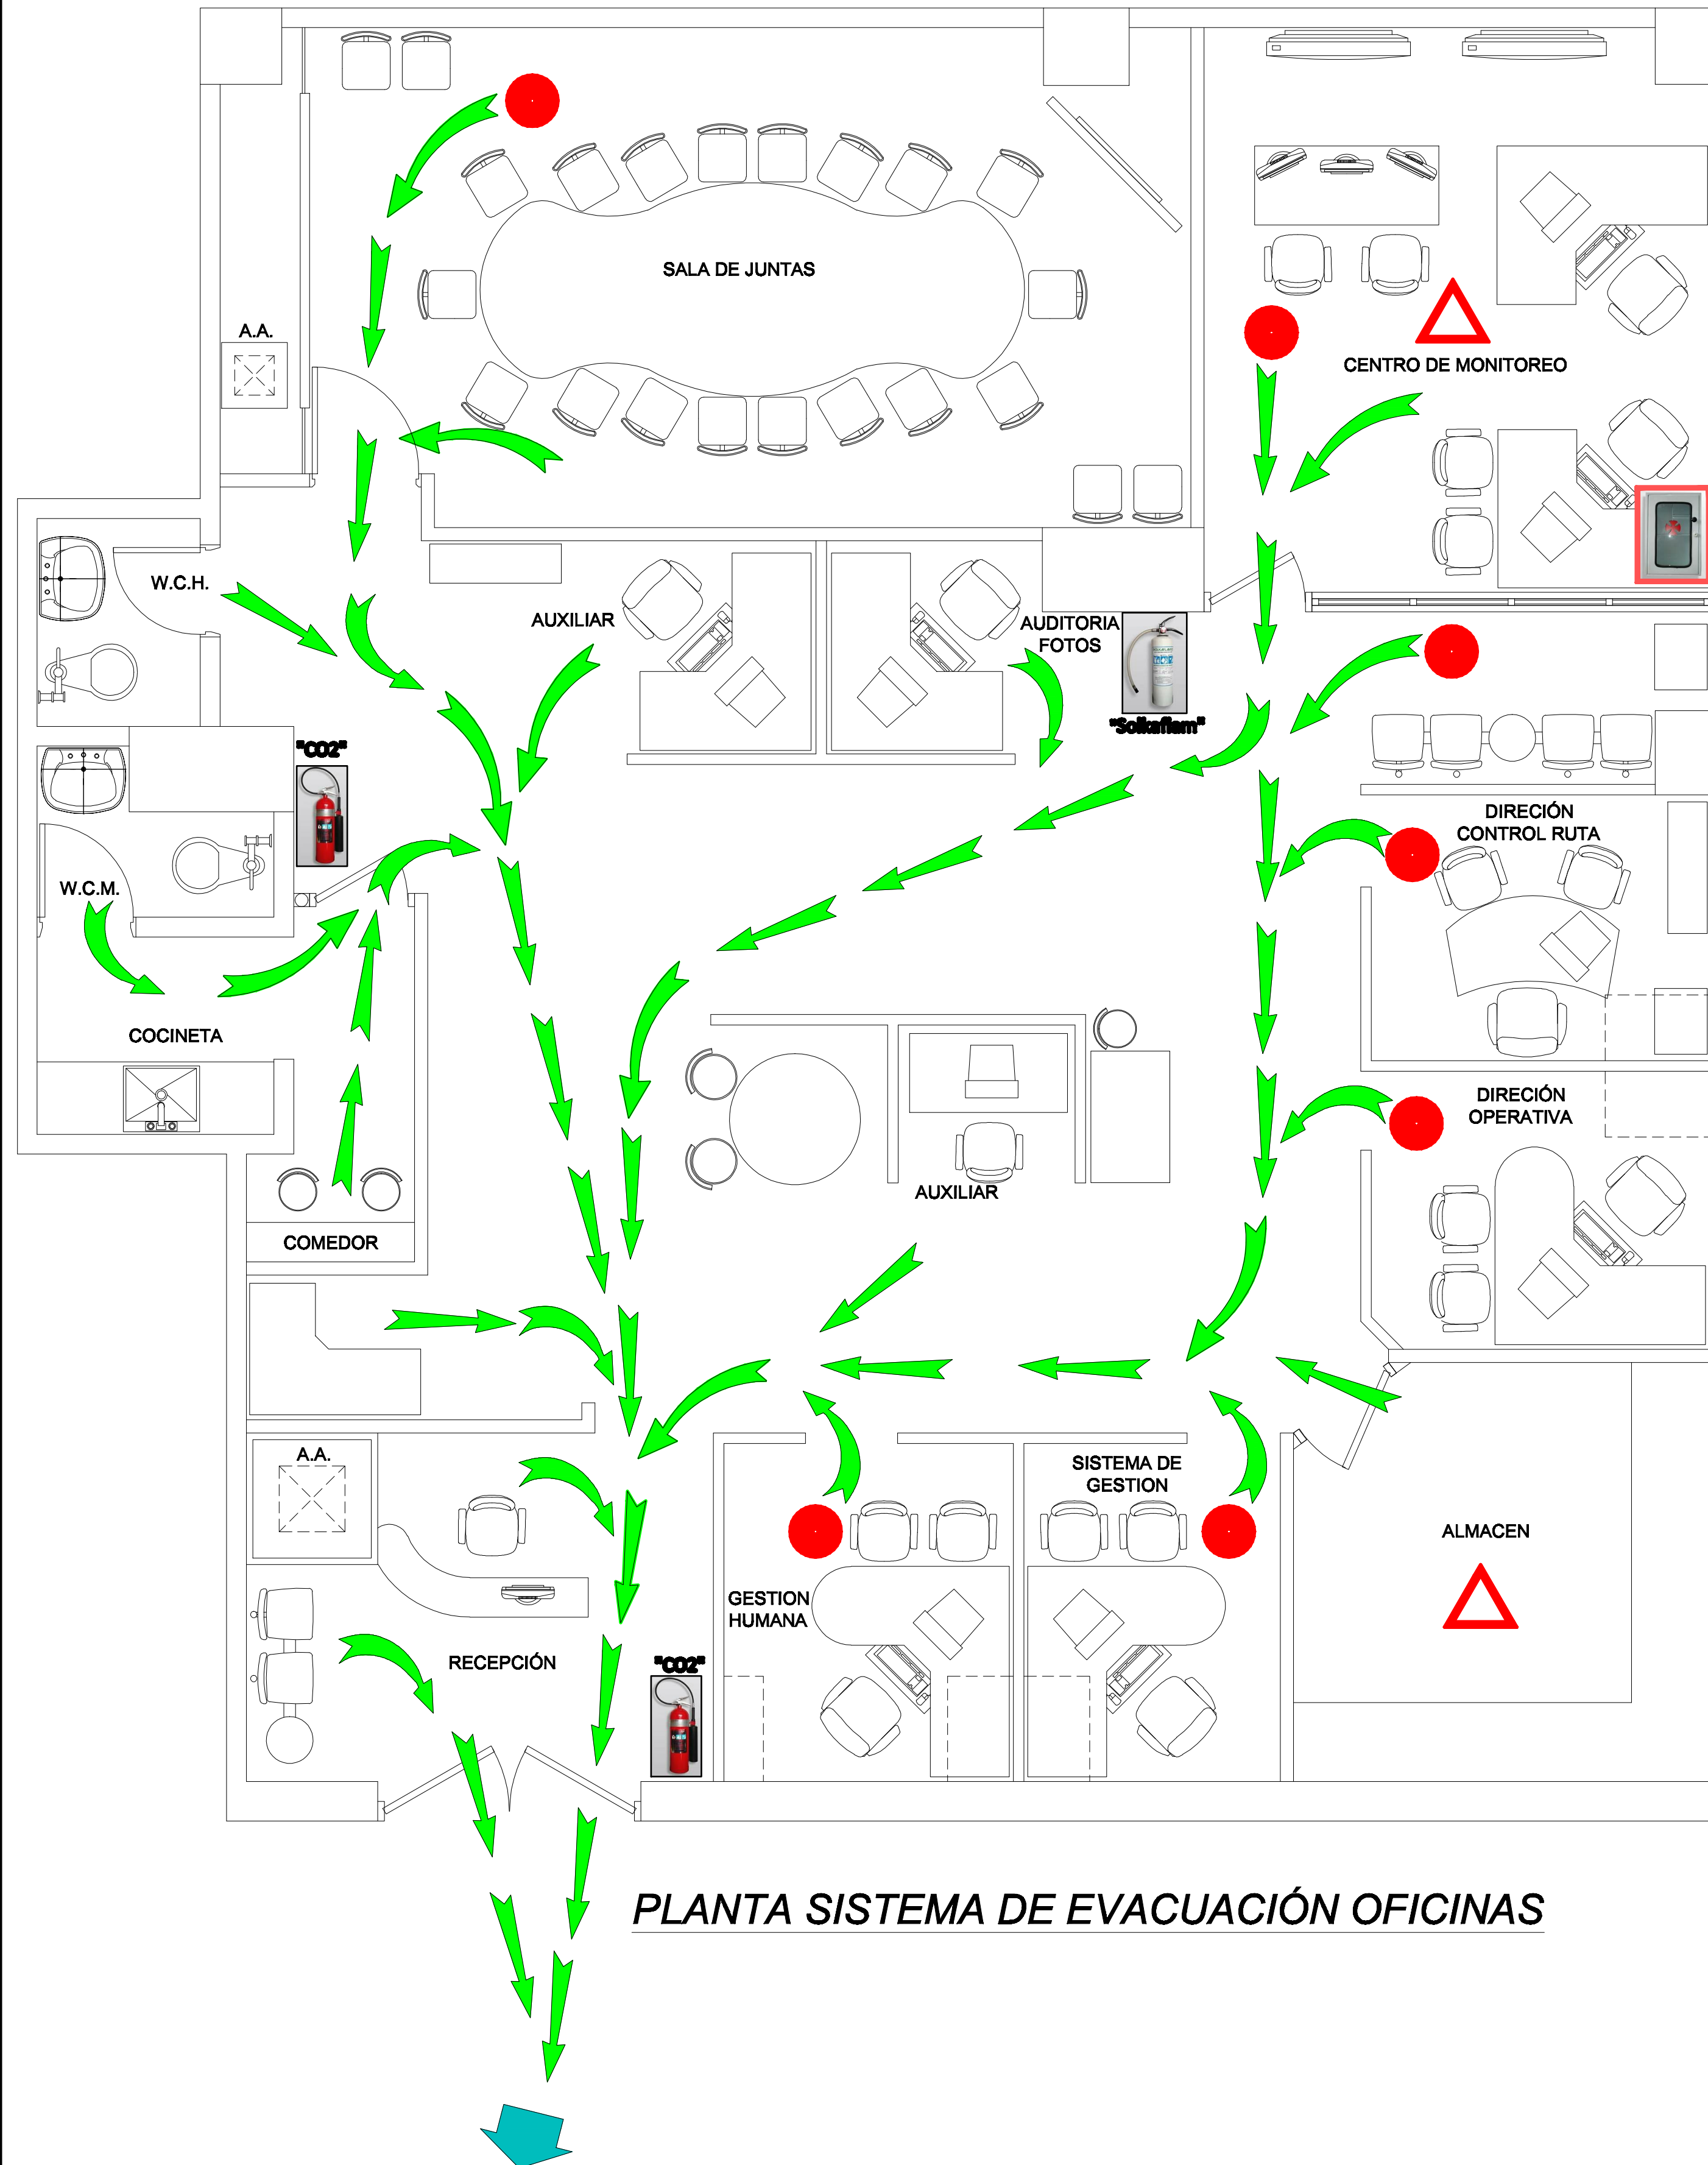 SALA DE JUNTAS
A.A.
CENTRO DE MONITOREO
W.C.H.
AUXILIAR
AUDITORIA
FOTOS
"Solkaflam"
"CO2"
DIRECIÓN
CONTROL RUTA
W.C.M.
COCINETA
DIRECIÓN
OPERATIVA
AUXILIAR
COMEDOR
A.A.
SISTEMA DE
GESTION
ALMACEN
GESTION
HUMANA
RECEPCIÓN
"CO2"
PLANTA SISTEMA DE EVACUACIÓN OFICINAS